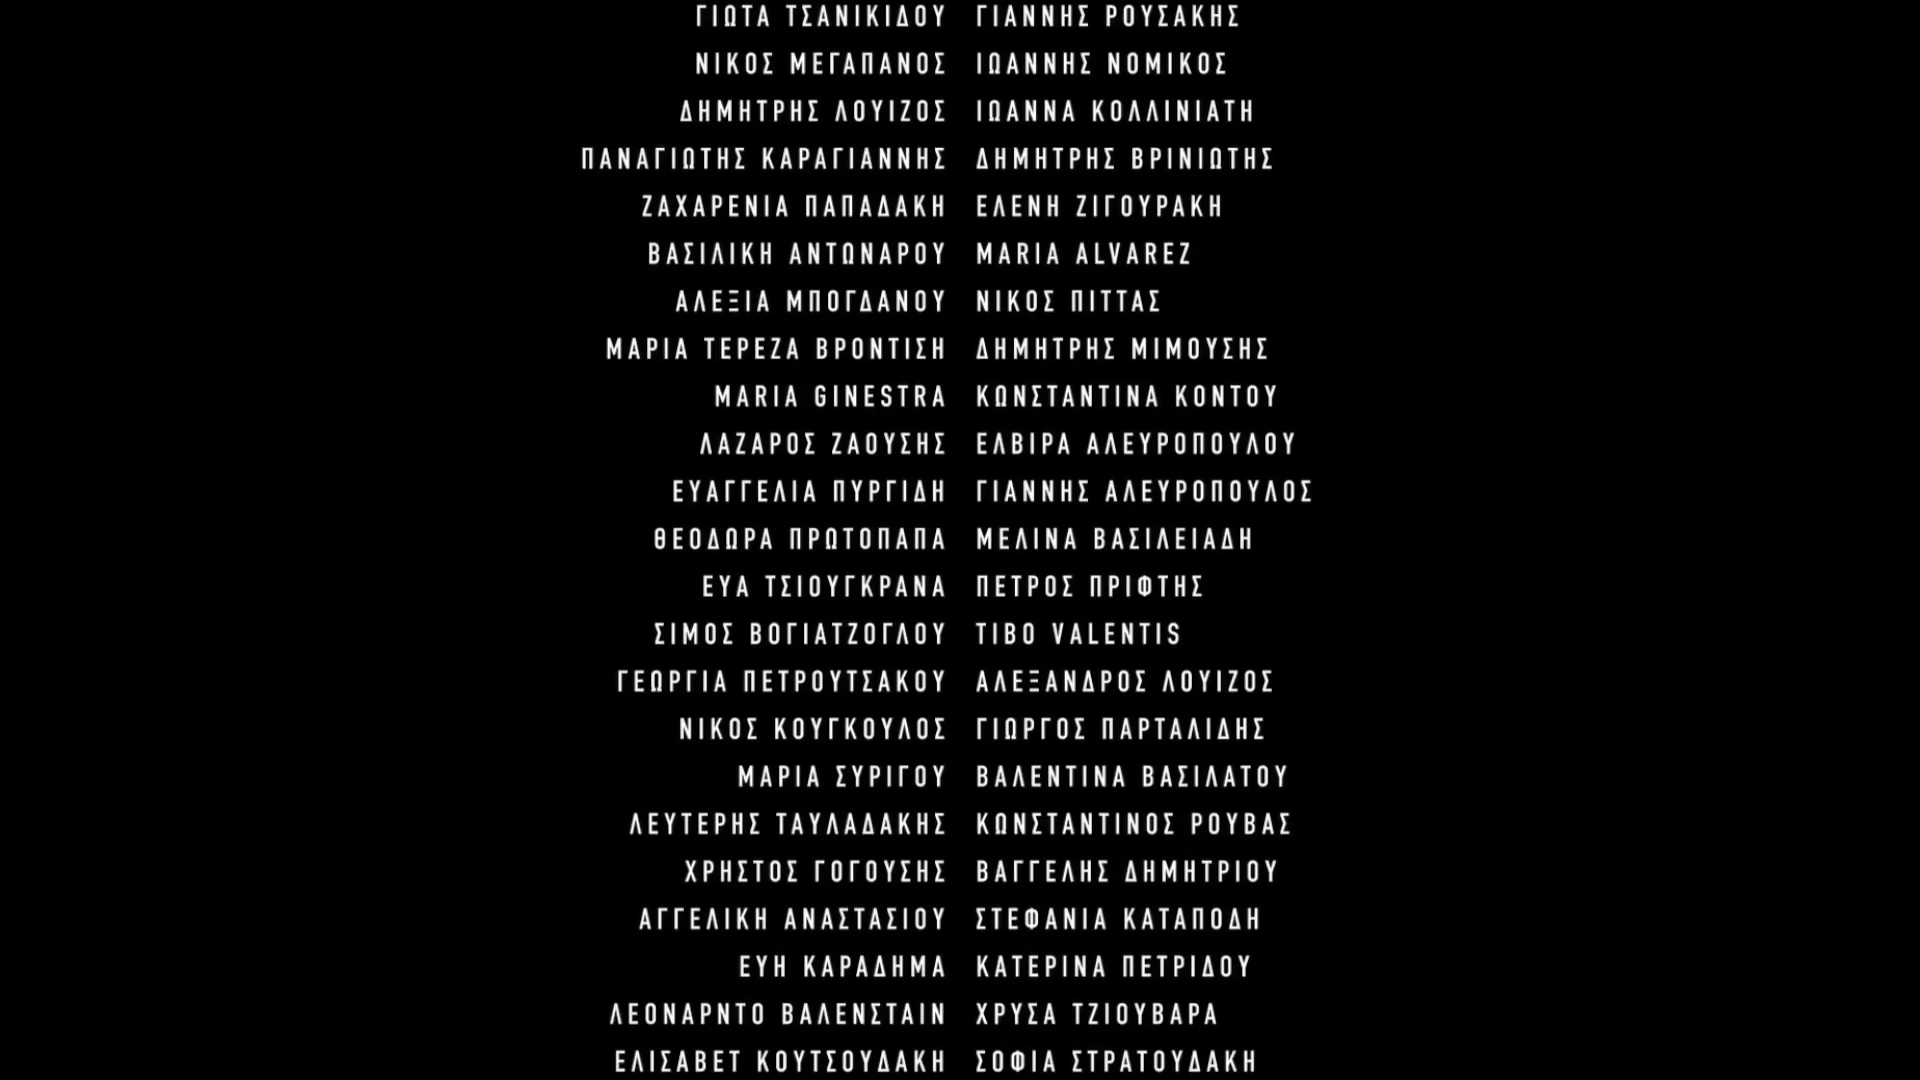 ΓΙΩΤΑ ΤΣΑΝΙΚΙΔΟΥ ΓΙΑΝΝΗΣ ΡΟΥΣΑΚΗΣ
ΝΙΚΟΣ ΜΕΓΑΠΑΝΟΣ ΙΩΑΝΝΗΣ ΝΟΜΙΚΟΣ
ΔΗΜΗΤΡΗΣ ΛΟΥΙΖΟΣ ΙΩΑΝΝΑ ΚΟΛΛΙΝΙΑΤΗ
ΠΑΝΑΓΙΩΤΗΣ ΚΑΡΑΓΙΑΝΝΗΣ ΔΗΜΗΤΡΗΣ ΒΡΙΝΙΩΤΗΣ
ΖΑΧΑΡΕΝΙΑ ΠΑΠΑΔΑΚΗ ΕΛΕΝΗ ΖΙΓΟΥΡΑΚΗ
ΒΑΣΙΛΙΚΗ ΑΝΤΩΝΑΡΟΥ MARIA ALVAREZ
ΑΛΕΞΙΑ ΜΠΟΓΔΑΝΟΥ ΝΙΚΟΣ ΠΙΤΤΑΣ
ΜΑΡΙΑ ΤΕΡΕΖΑ ΒΡΟΝΤΙΣΗ ΔΗΜΗΤΡΗΣ ΜΙΜΟΥΣΗΣ
MARIA GINESTRA ΚΩΝΣΤΑΝΤΙΝΑ ΚΟΝΤΟΥ
ΛΑΖΑΡΟΣ ΖΑΟΥΣΗΣ ΕΛΒΙΡΑ ΑΛΕΥΡΟΠΟΥΛΟΥ
ΕΥΑΓΓΕΛΙΑ ΠΥΡΓΙΔΗ ΓΙΑΝΝΗΣ ΑΛΕΥΡΟΠΟΥΛΟΣ
ΘΕΟΔΩΡΑ ΠΡΩΤΟΠΑΠΑ ΜΕΛΙΝΑ ΒΑΣΙΛΕΙΑΔΗ
ΕΥΑ ΤΣΙΟΥΓΚΡΑΝΑ ΠΕΤΡΟΣ ΠΡΙΦΤΗΣ
ΣΙΜΟΣ ΒΟΓΙΑΤΖΟΓΛΟΥ TIBO VALENTIS
ΓΕΩΡΓΙΑ ΠΕΤΡΟΥΤΣΑΚΟΥ ΑΛΕΞΑΝΔΡΟΣ ΛΟΥΙΖΟΣ
ΝΙΚΟΣ ΚΟΥΓΚΟΥΛΟΣ ΓΙΩΡΓΟΣ ΠΑΡΤΑΛΙΔΗΣ
ΜΑΡΙΑ ΣΥΡΙΓΟΥ ΒΑΛΕΝΤΙΝΑ ΒΑΣΙΛΑΤΟΥ
ΛΕΥΤΕΡΗΣ ΤΑΥΛΑΔΑΚΗΣ ΚΩΝΣΤΑΝΤΙΝΟΣ ΡΟΥΒΑΣ
ΧΡΗΣΤΟΣ ΓΟΓΟΥΣΗΣ ΒΑΓΓΕΛΗΣ ΔΗΜΗΤΡΙΟΥ
ΑΓΓΕΛΙΚΗ ΑΝΑΣΤΑΣΙΟΥ ΣΤΕΦΑΝΙΑ ΚΑΤΑΠΟΔΗ
ΕΥΗ ΚΑΡΑΔΗΜΑ ΚΑΤΕΡΙΝΑ ΠΕΤΡΙΔΟΥ
ΛΕΟΝΑΡΝΤΟ ΒΑΛΕΝΣΤΑΙΝ ΧΡΥΣΑ ΤΖΙΟΥΒΑΡΑ
ΕΛΙΣΑΒΕΤ ΚΟΥΤΣΟΥΔΑΚΗ ΣΟΦΙΑ ΣΤΡΑΤΟΥΔΑΚΗ